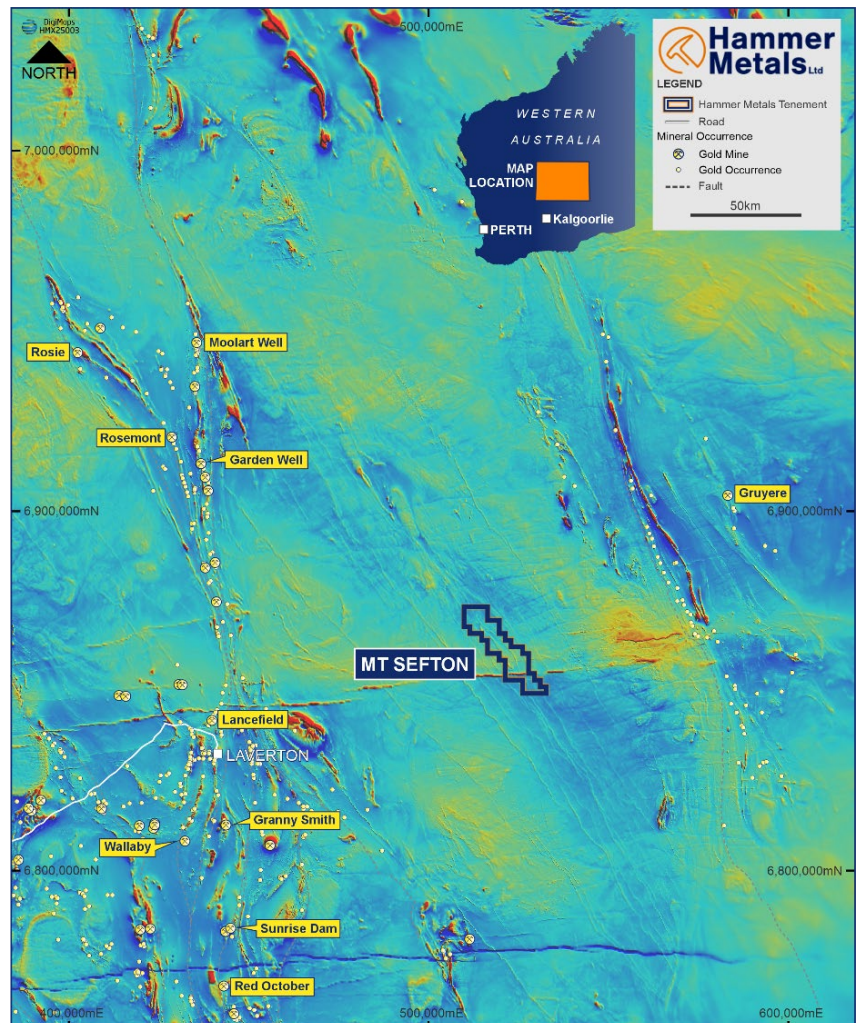 DigiMaps
HMX25003
NORTH
500,000mE
Hammer
Metals Ltd
LEGEND
Hammer Metals Tenement
Road
Mineral Occurrence
Gold Mine
Gold Occurrence
Fault
50km
WESTERN
AUSTRALIA
MAP
LOCATION
Kalgoorlie
PERTH
7,000,000mN
Moolart Well
Rosie
Rosemont
Garden Well
Gruyere
6,900,000mN
6,900,000mN
MT SEFTON
Lancefield
LAVERTON
Granny Smith
Wallaby
6,800,000mN
6,800,000mN
Sunrise Dam
Red October
400,000mE
500,000mE
600,000mE